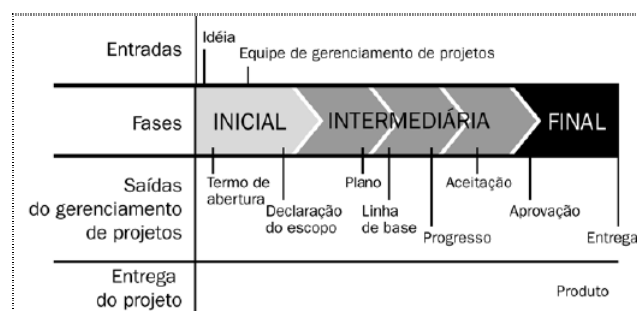 Entradas
Idéia
Equipe de gerenciamento de projetos
Fases
INICIAL
INTERMEDIÁRIA
FINAL
Saídas
do gerenciamento
de projetos
Termo de
abertura
Declaração
do escopo
Plano
Linha
de base
Progresso
Aceitação
Aprovação
Entrega
Entrega
do projeto
Produto